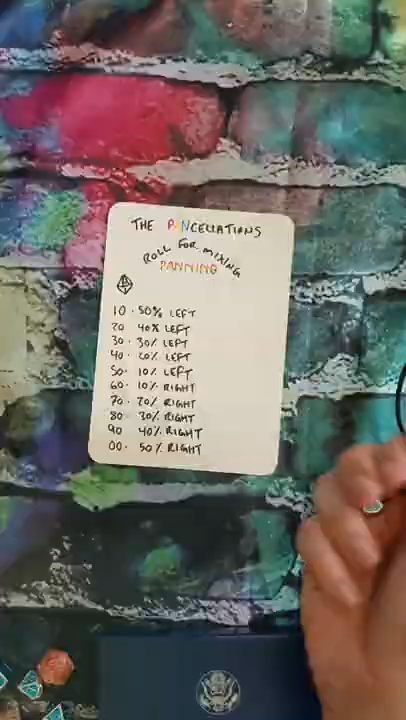 THE PANCELLATIONS
ROLL FOR MIXING
PANNING
10 · 50% LEFT
20 40% LEFT
30 · 30% LEFT
40 · 20% LEFT
50 · 10% LEFT
60 · 10% RIGHT
70 · 20% RIGHT
80 · 30% RIGHT
90 40% RIGHT
00 · 50% RIGHT